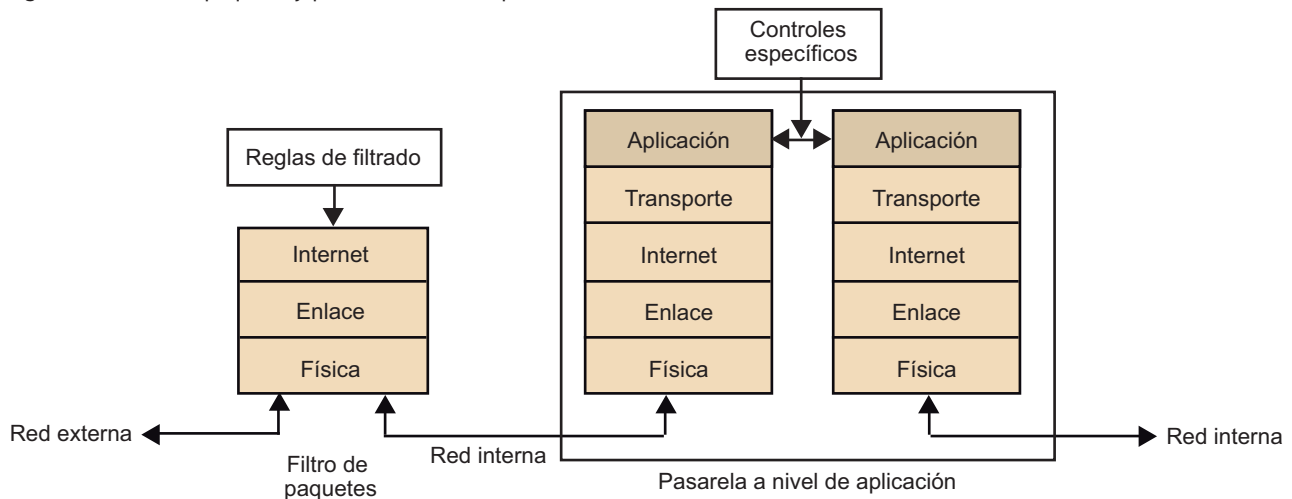 Controles
específicos
Reglas de filtrado
Aplicación
Aplicación
Transporte
Transporte
Internet
Internet
Internet
Enlace
Enlace
Enlace
Física
Física
Física
Red externa
Filtro de
paquetes
Red interna
Pasarela a nivel de aplicación
Red interna